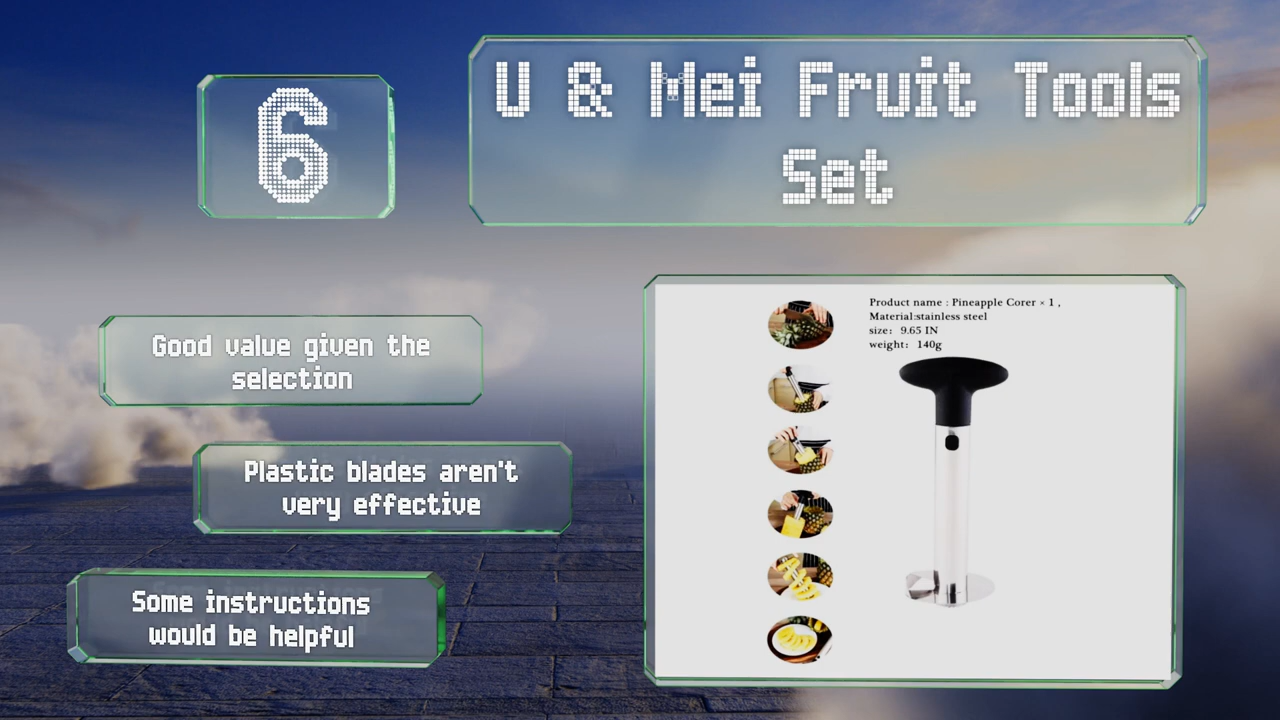 6
U & Mei Fruit Tools
Set
Good value given the
selection
Plastic blades aren't
very effective
Some instructions
would be helpful
Product name : Pineapple Corer × 1 ,
Material:stainless steel
size: 9.65 IN
weight: 140g